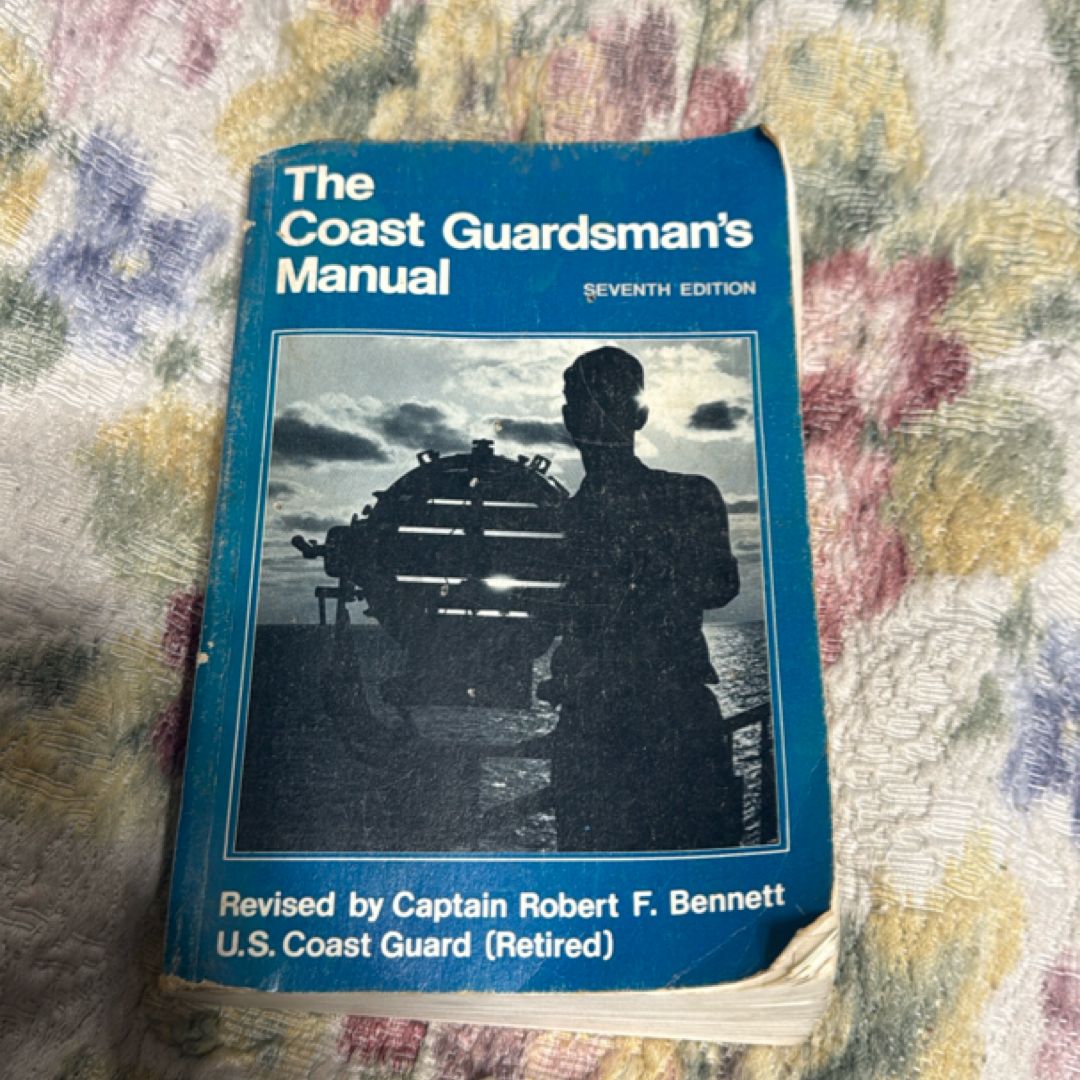 The
Coast Guardsman's
Manual
SEVENTH EDITION
Revised by Captain Robert F. Bennett
U.S. Coast Guard (Retired)